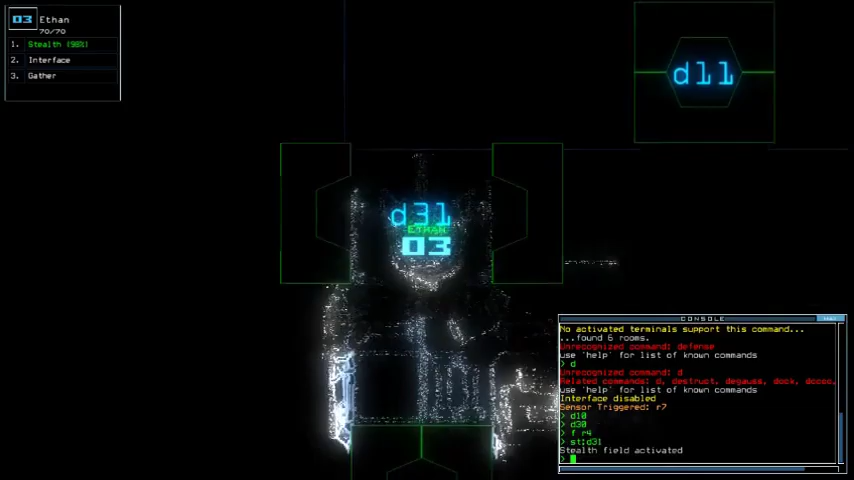 03 Ethan
70/70
1. Stealth (98%)
2. Interface
3. Gather
dll
d31
ETHAN
03
CONSOLE
No activated terminals support this command...
...found 6 rooms.
Unrecognized command: defense
use 'help' for list of known commands
> d
Unrecognized command: d
Related commands: d, destruct, degauss, dock,
use 'help' for list of known commands
Interface disabled
Sensor Triggered: r7
> d10
> d30
> f r4
> st:d31
Stealth field activated
>